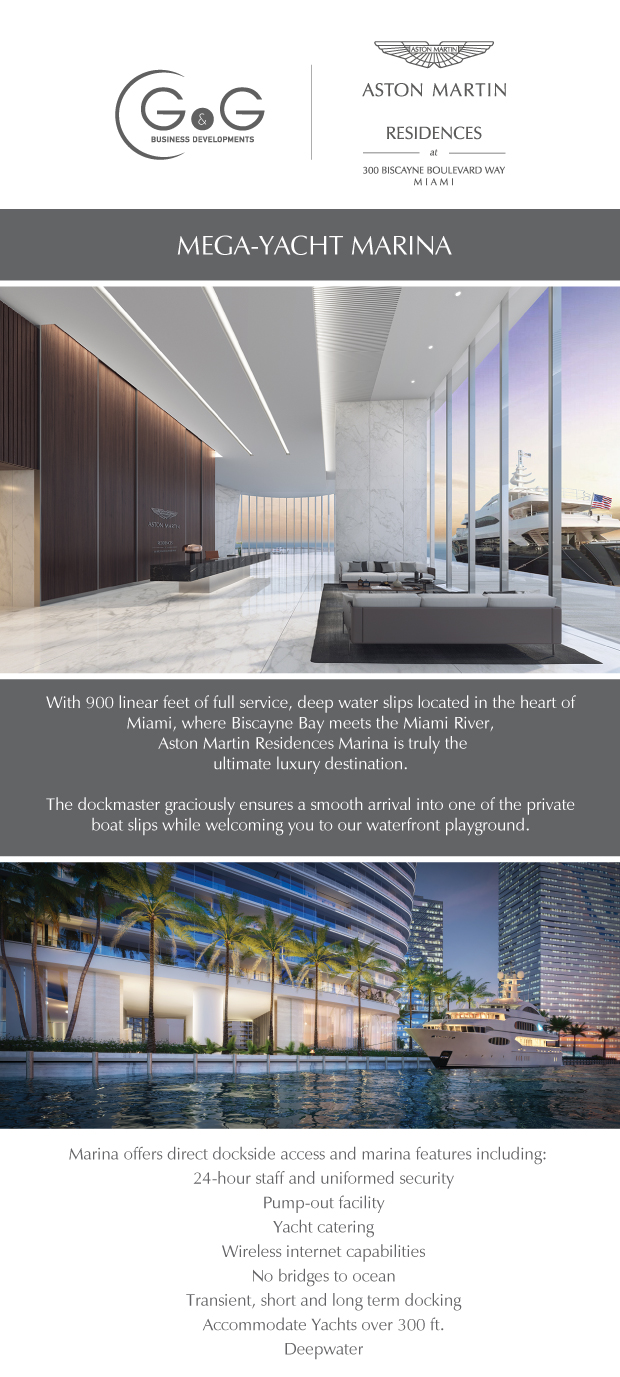 G&G
BUSINESS DEVELOPMENTS
ASTON MARTIN
ASTON MARTIN
RESIDENCES
at
300 BISCAYNE BOULEVARD WAY
MIAMI
MEGA-YACHT MARINA
ASTON MARTIN
With 900 linear feet of full service, deep water slips located in the heart of
Miami, where Biscayne Bay meets the Miami River,
Aston Martin Residences Marina is truly the
ultimate luxury destination.
The dockmaster graciously ensures a smooth arrival into one of the private
boat slips while welcoming you to our waterfront playground.
Marina offers direct dockside access and marina features including:
24-hour staff and uniformed security
Pump-out facility
Yacht catering
Wireless internet capabilities
No bridges to ocean
Transient, short and long term docking
Accommodate Yachts over 300 ft.
Deepwater